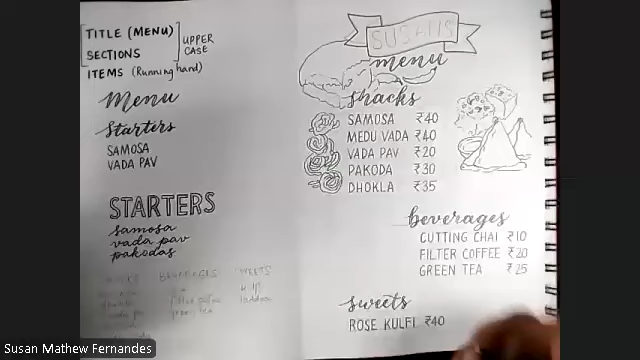 TITLE (MENU)
SECTIONS
UPPER CASE
ITEMS (Running hand)
Menu
Starters
SAMOSA
VADA PAV
STARTERS
samosa
vada pav
pakodas
BEVERAGES
SWEETS
SUSAN'S
menu
snacks
SAMOSA ₹40
MEDU VADA ₹40
VADA PAV ₹20
PAKODA ₹30
DHOKLA ₹35
beverages
CUTTING CHAI ₹10
FILTER COFFEE ₹20
GREEN TEA ₹25
sweets
ROSE KULFI ₹40
Susan Mathew Fernandes